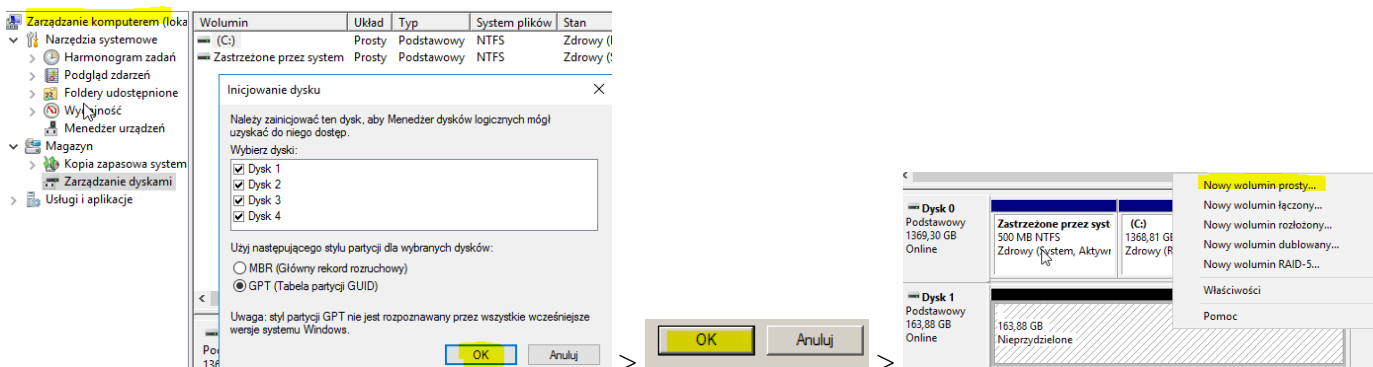 Zarządzanie komputerem (loka
Narzędzia systemowe
Harmonogram zadań
Podgląd zdarzeń
Foldery udostępnione
Wydajność
Menedżer urządzeń
Magazyn
Kopia zapasowa system
Zarządzanie dyskami
Usługi i aplikacje
Wolumin Układ Typ System plików Stan
(C:) Prosty Podstawowy NTFS Zdrowy (
Zastrzeżone przez system Prosty Podstawowy NTFS Zdrowy (
Inicjowanie dysku
Należy zainicjować ten dysk, aby Menedżer dysków logicznych mógł
uzyskać do niego dostęp.
Wybierz dyski:
Dysk 1
Dysk 2
Dysk 3
Dysk 4
Użyj następującego stylu partycji dla wybranych dysków:
MBR (Główny rekord rozruchowy)
GPT (Tabela partycji GUID)
Uwaga: styl partycji GPT nie jest rozpoznawany przez wszystkie wcześniejsze
wersje systemu Windows.
OK Anuluj
>
OK Anuluj
>
Dysk 0
Podstawowy
1369,30 GB
Online
Zastrzeżone przez syst
500 MB NTFS
Zdrowy (System, Aktywn
(C:)
1368,81 GB
Zdrowy (R
Dysk 1
Podstawowy
163,88 GB
Online
163,88 GB
Nieprzydzielone
Nowy wolumin prosty...
Nowy wolumin łączony...
Nowy wolumin rozłożony...
Nowy wolumin dublowany...
Nowy wolumin RAID-5...
Właściwości
Pomoc